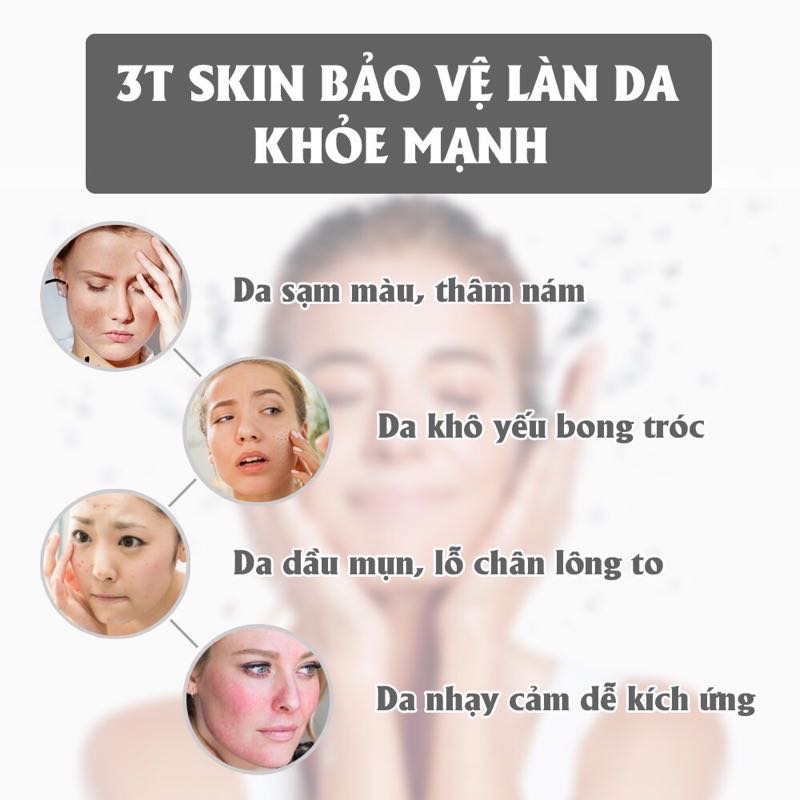 3T SKIN BẢO VỆ LÀN DA
KHỎE MẠNH
Da sạm màu, thâm nám
Da khô yếu bong tróc
Da dầu mụn, lỗ chân lông to
Da nhạy cảm dễ kích ứng